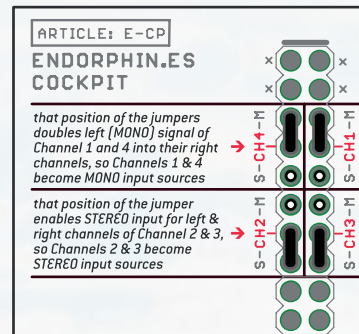 ARTICLE: E-CP
ENDORPHIN.ES
COCKPIT
that position of the jumpers
doubles left (MONO) signal of
Channel 1 and 4 into their right
channels, so Channels 1 & 4
become MONO input sources
S-CH4-M
S-CH1-M
that position of the jumper
enables STEREO input for left &
right channels of Channel 2 & 3,
so Channels 2 & 3 become
STEREO input sources
S-CH2-M
S-CH3-M